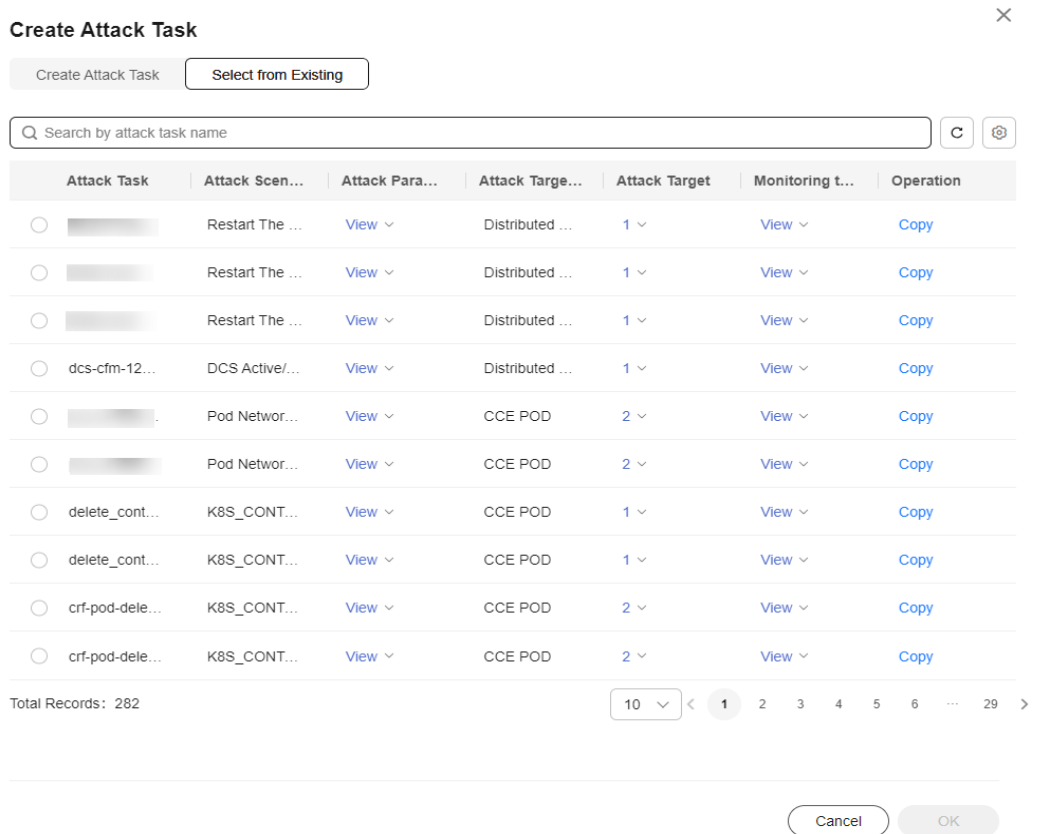 Create Attack Task
Create Attack Task Select from Existing
Search by attack task name
Attack Task Attack Scen... Attack Para... Attack Targe... Attack Target Monitoring t... Operation
Restart The ... View Distributed ... 1 View Copy
Restart The ... View Distributed ... 1 View Copy
Restart The ... View Distributed ... 1 View Copy
dcs-cfm-12... DCS Active/... View Distributed ... 1 View Copy
Pod Networ... View CCE POD 2 View Copy
Pod Networ... View CCE POD 2 View Copy
delete_cont... K8S_CONT... View CCE POD 1 View Copy
delete_cont... K8S_CONT... View CCE POD 1 View Copy
crf-pod-dele... K8S_CONT... View CCE POD 2 View Copy
crf-pod-dele... K8S_CONT... View CCE POD 2 View Copy
Total Records: 282 10 1 2 3 4 5 6 ... 29
Cancel OK